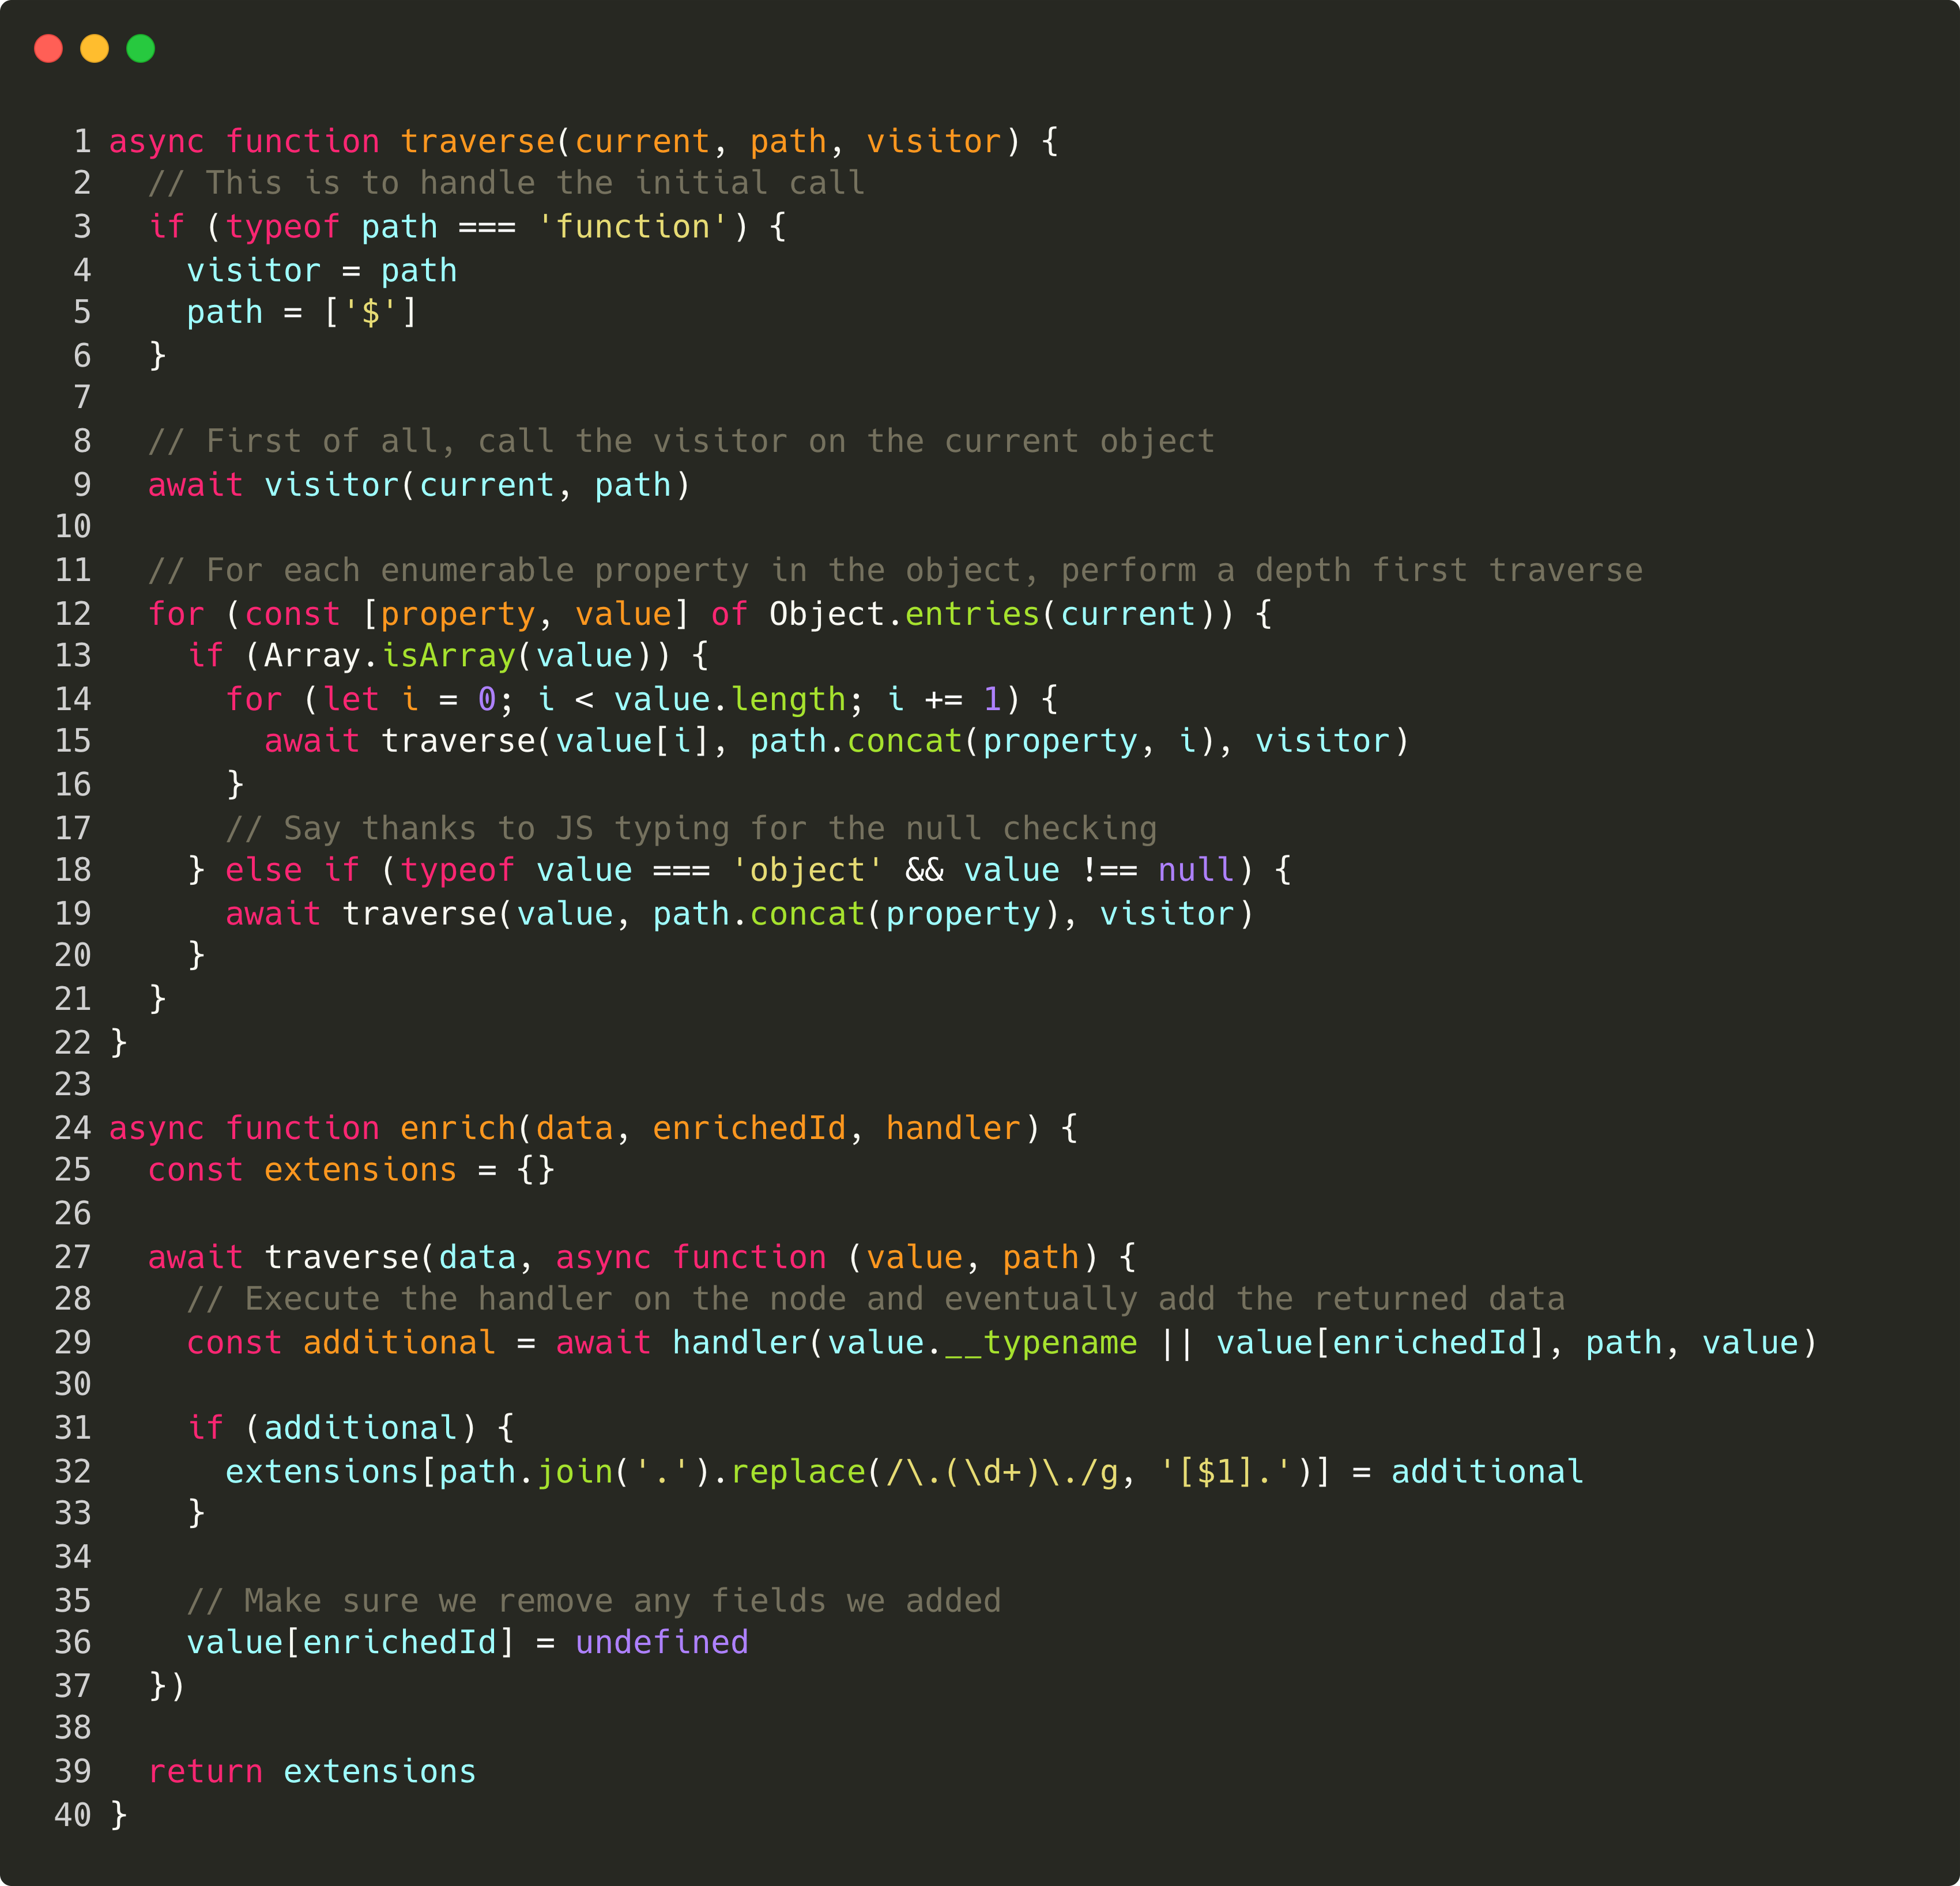 1 async function traverse(current, path, visitor) {
2   // This is to handle the initial call
3   if (typeof path === 'function') {
4     visitor = path
5     path = ['$']
6   }
7
8   // First of all, call the visitor on the current object
9   await visitor(current, path)
10
11   // For each enumerable property in the object, perform a depth first traverse
12   for (const [property, value] of Object.entries(current)) {
13     if (Array.isArray(value)) {
14       for (let i = 0; i < value.length; i += 1) {
15         await traverse(value[i], path.concat(property, i), visitor)
16       }
17       // Say thanks to JS typing for the null checking
18     } else if (typeof value === 'object' && value !== null) {
19       await traverse(value, path.concat(property), visitor)
20     }
21   }
22 }
23
24 async function enrich(data, enrichedId, handler) {
25   const extensions = {}
26
27   await traverse(data, async function (value, path) {
28     // Execute the handler on the node and eventually add the returned data
29     const additional = await handler(value.__typename || value[enrichedId], path, value)
30
31     if (additional) {
32       extensions[path.join('.').replace(/\.(\d+)\./g, '[$1].')] = additional
33     }
34
35     // Make sure we remove any fields we added
36     value[enrichedId] = undefined
37   })
38
39   return extensions
40 }